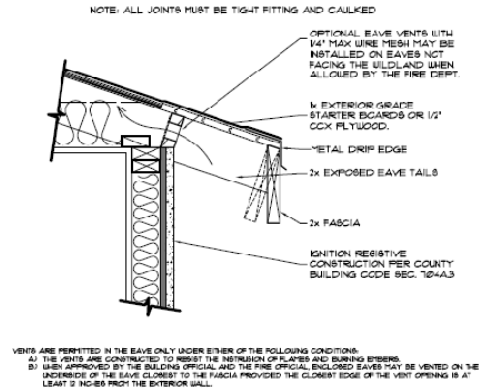 NOTE: ALL JOINTS MUST BE TIGHT FITTING AND CAULKED
OPTIONAL EAVE VENTS WITH
1/4" MAX WIRE MESH MAY BE
INSTALLED ON EAVES NOT
FACING THE WILDLAND WHEN
ALLOWED BY THE FIRE DEPT.
1x EXTERIOR GRADE
STARTER BOARDS OR 1/2"
CCX PLYWOOD.
METAL DRIP EDGE
2x EXPOSED EAVE TAILS
2x FASCIA
IGNITION RESISTIVE
CONSTRUCTION PER COUNTY
BUILDING CODE SEC. 704A.3
VENTS ARE PERMITTED IN THE EAVE ONLY UNDER EITHER OF THE FOLLOWING CONDITIONS:
A) THE VENTS ARE CONSTRUCTED TO RESIST THE INSTRUSION OF FLAMES AND BURNING EMBERS.
B) WHEN APPROVED BY THE BUILDING OFFICIAL AND THE FIRE OFFICIAL, ENCLOSED EAVES MAY BE VENTED ON THE
UNDERSIDE OF THE EAVE CLOSEST TO THE FASCIA PROVIDED THE CLOSEST EDGE OF THE VENT OPENING IS AT
LEAST 12 INCHES FROM THE EXTERIOR WALL.